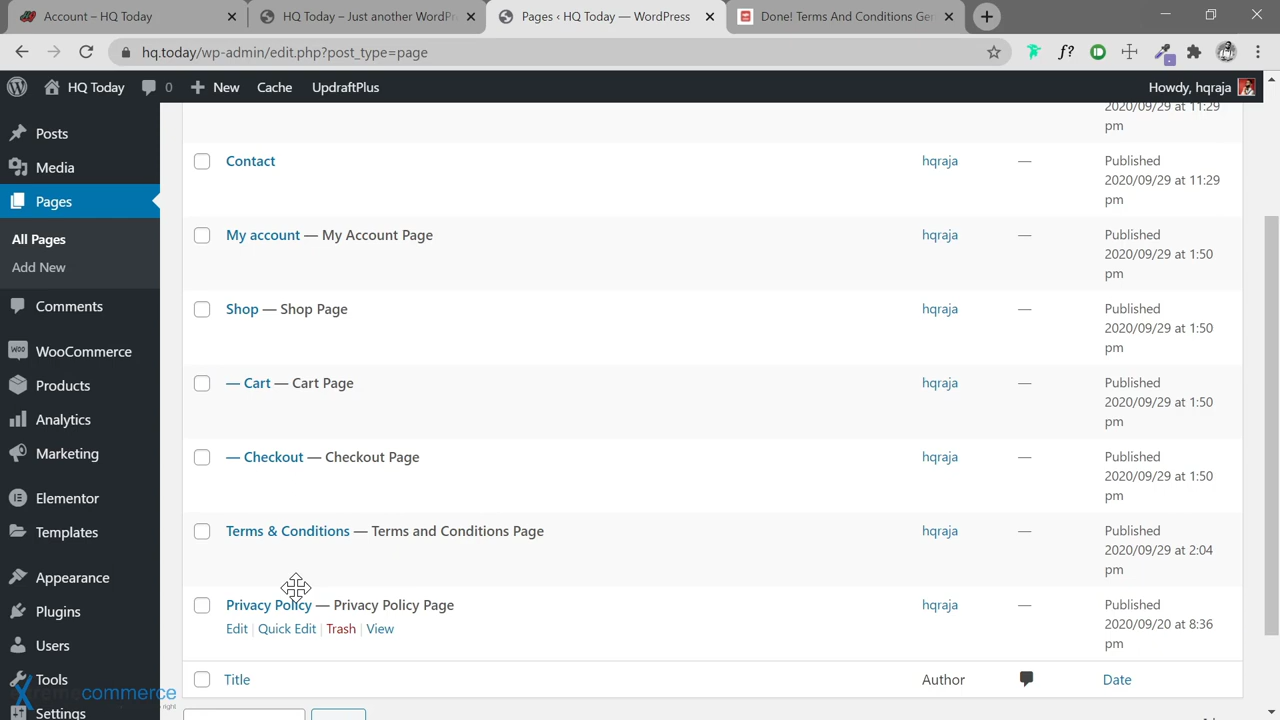 Account – HQ Today
HQ Today – Just another WordPr
Pages ‹ HQ Today — WordPress
Done! Terms And Conditions Ger
hq.today/wp-admin/edit.php?post_type=page
f?
HQ Today
0
New
Cache
UpdraftPlus
Howdy, hqraja
Posts
Media
Pages
All Pages
Add New
Comments
WooCommerce
Products
Analytics
Marketing
Elementor
Templates
Appearance
Plugins
Users
Tools
Settings
2020/09/29 at 11:29
pm
Contact
hqraja
—
Published
2020/09/29 at 11:29
pm
My account — My Account Page
hqraja
—
Published
2020/09/29 at 1:50
pm
Shop — Shop Page
hqraja
—
Published
2020/09/29 at 1:50
pm
— Cart — Cart Page
hqraja
—
Published
2020/09/29 at 1:50
pm
— Checkout — Checkout Page
hqraja
—
Published
2020/09/29 at 1:50
pm
Terms & Conditions — Terms and Conditions Page
hqraja
—
Published
2020/09/29 at 2:04
pm
Privacy Policy — Privacy Policy Page
Edit | Quick Edit | Trash | View
hqraja
—
Published
2020/09/20 at 8:36
pm
Title
Author
Date
Xtremecommerce